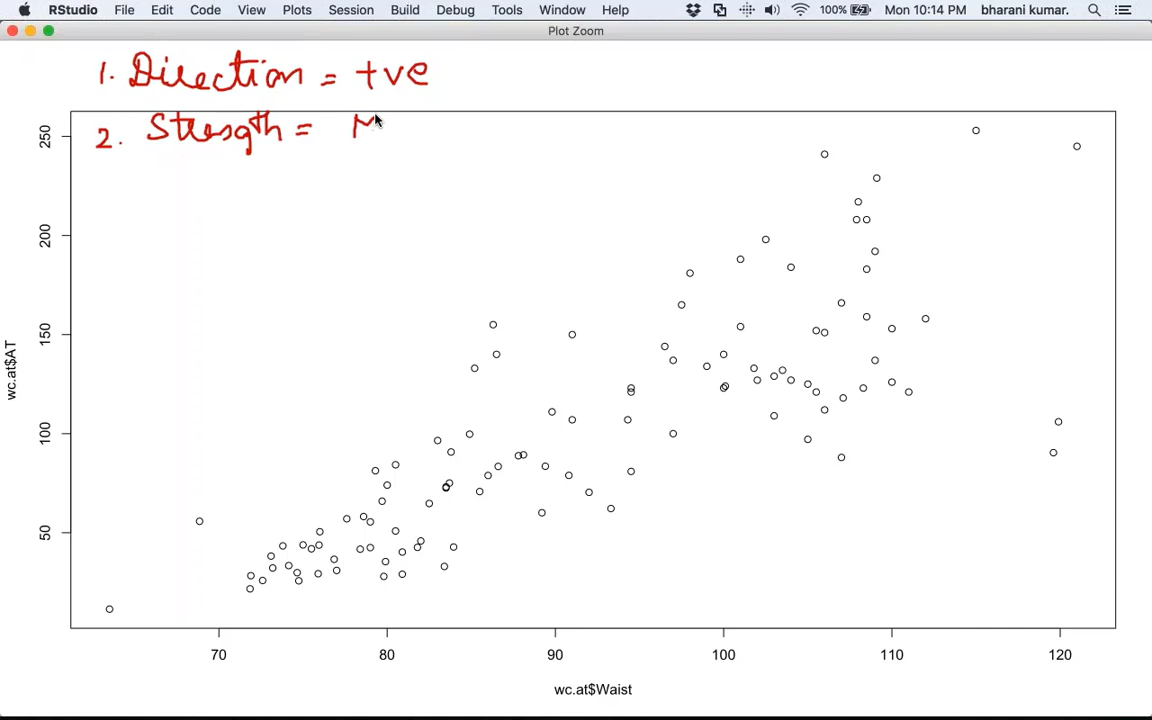 RStudio File Edit Code View Plots Session Build Debug Tools Window Help 100% Mon 10:14 PM bharani kumar.
Plot Zoom
1. Direction = +ve
2. Strength = M
250
200
150
100
50
wc.at$AT
70 80 90 100 110 120
wc.at$Waist